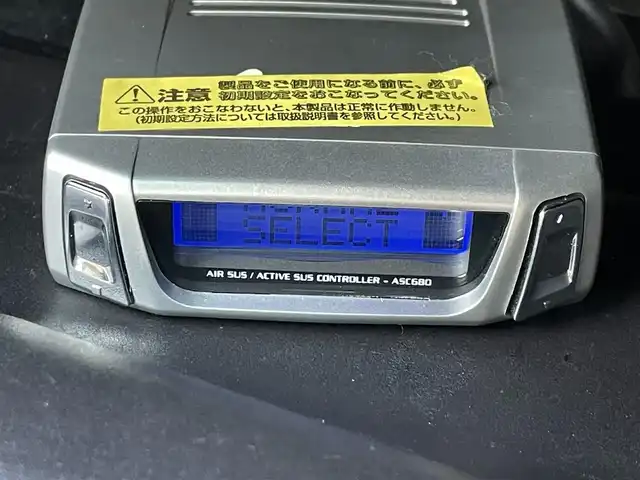 注意
製品をご使用になる前に、必ず
初期設定をおこなってください。
この操作をおこなわないと、本製品は正常に作動しません。
(初期設定方法については取扱説明書を参照してください。)
SELECT
AIR SUS / ACTIVE SUS CONTROLLER - ASC680